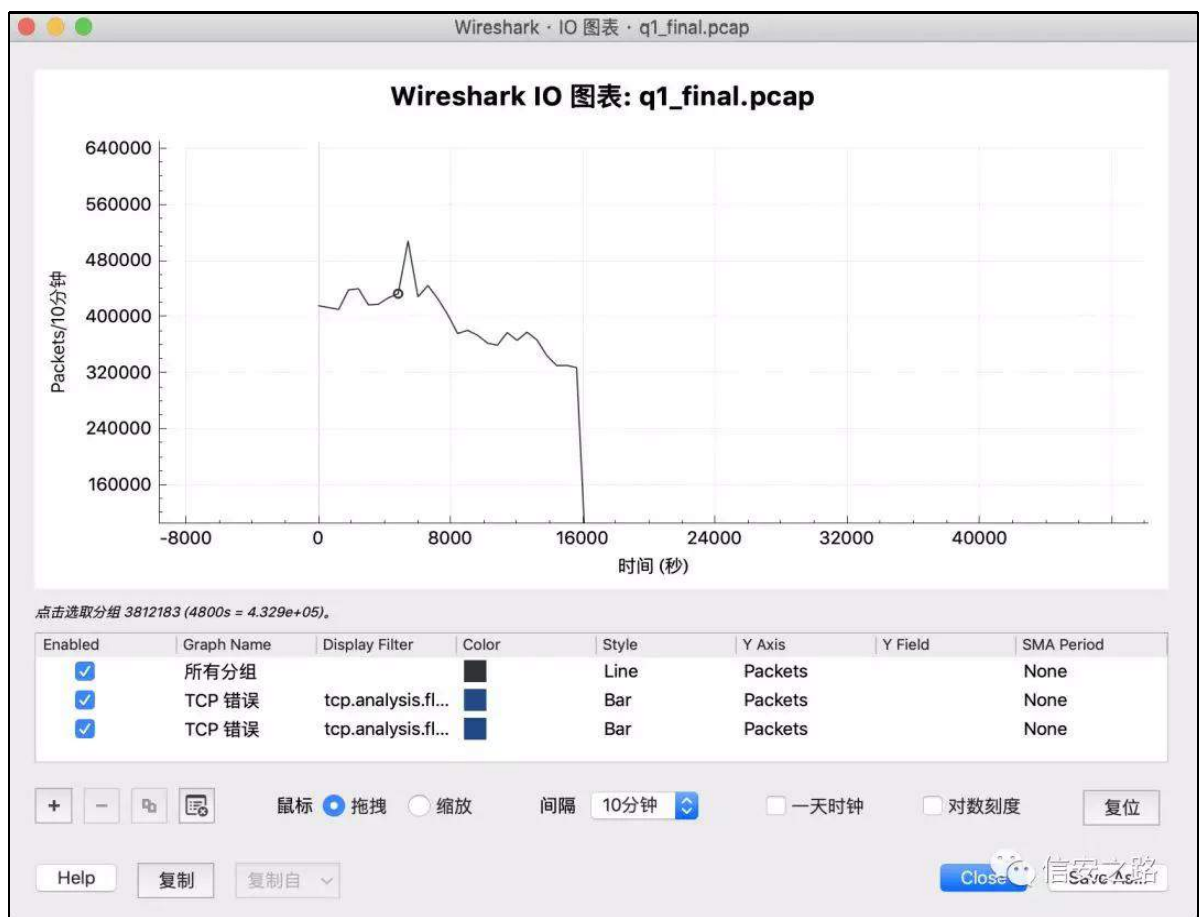 Wireshark · IO 图表 · q1_final.pcap
Wireshark IO 图表: q1_final.pcap
640000
560000
480000
400000
320000
240000
160000
Packets/10分钟
-8000 0 8000 16000 24000 32000 40000
时间 (秒)
点击选取分组 3812183 (4800s = 4.329e+05)。
Enabled Graph Name Display Filter Color Style Y Axis Y Field SMA Period
所有分组 Line Packets None
TCP 错误 tcp.analysis.fl... Bar Packets None
TCP 错误 tcp.analysis.fl... Bar Packets None
+ − 鼠标 拖拽 缩放 间隔 10分钟 一天时钟 对数刻度 复位
Help 复制 复制自 Close Save As...
信安之路